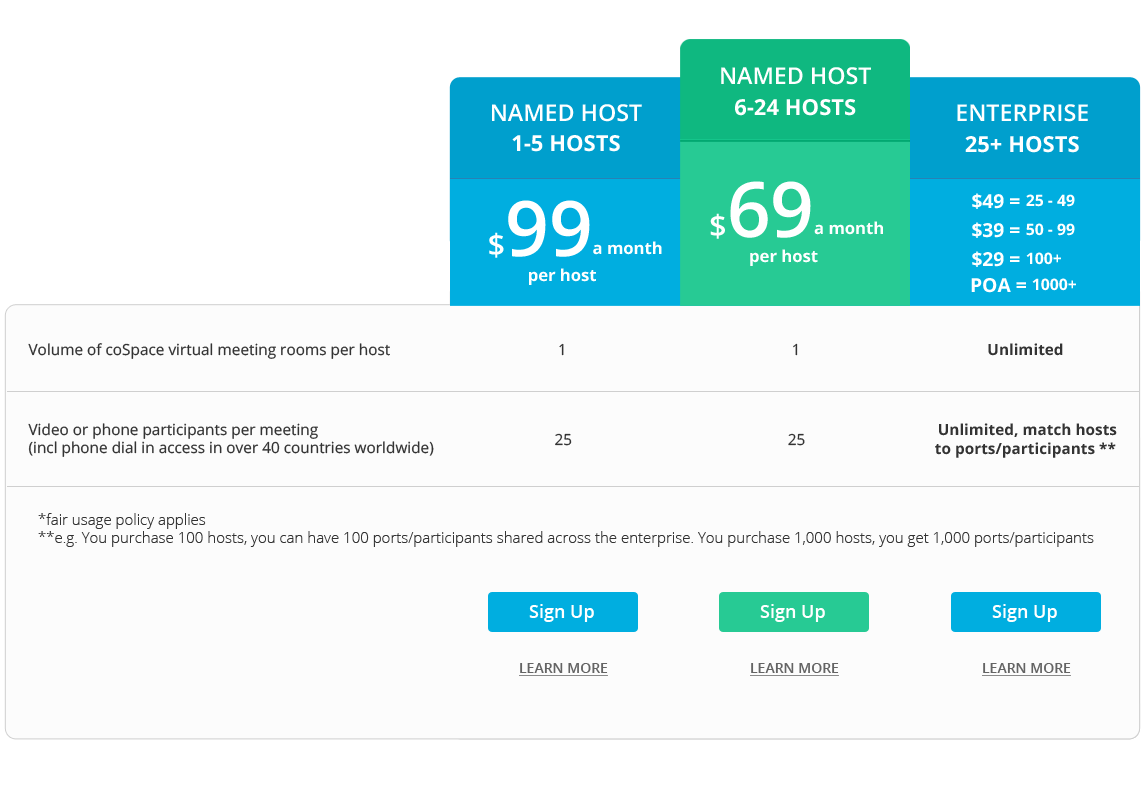 NAMED HOST
1-5 HOSTS
$99 a month
per host
NAMED HOST
6-24 HOSTS
$69 a month
per host
ENTERPRISE
25+ HOSTS
$49 = 25 - 49
$39 = 50 - 99
$29 = 100+
POA = 1000+
Volume of coSpace virtual meeting rooms per host
1
1
Unlimited
Video or phone participants per meeting
(incl phone dial in access in over 40 countries worldwide)
25
25
Unlimited, match hosts
to ports/participants **
*fair usage policy applies
**e.g. You purchase 100 hosts, you can have 100 ports/participants shared across the enterprise. You purchase 1,000 hosts, you get 1,000 ports/participants
Sign Up
Sign Up
Sign Up
LEARN MORE
LEARN MORE
LEARN MORE